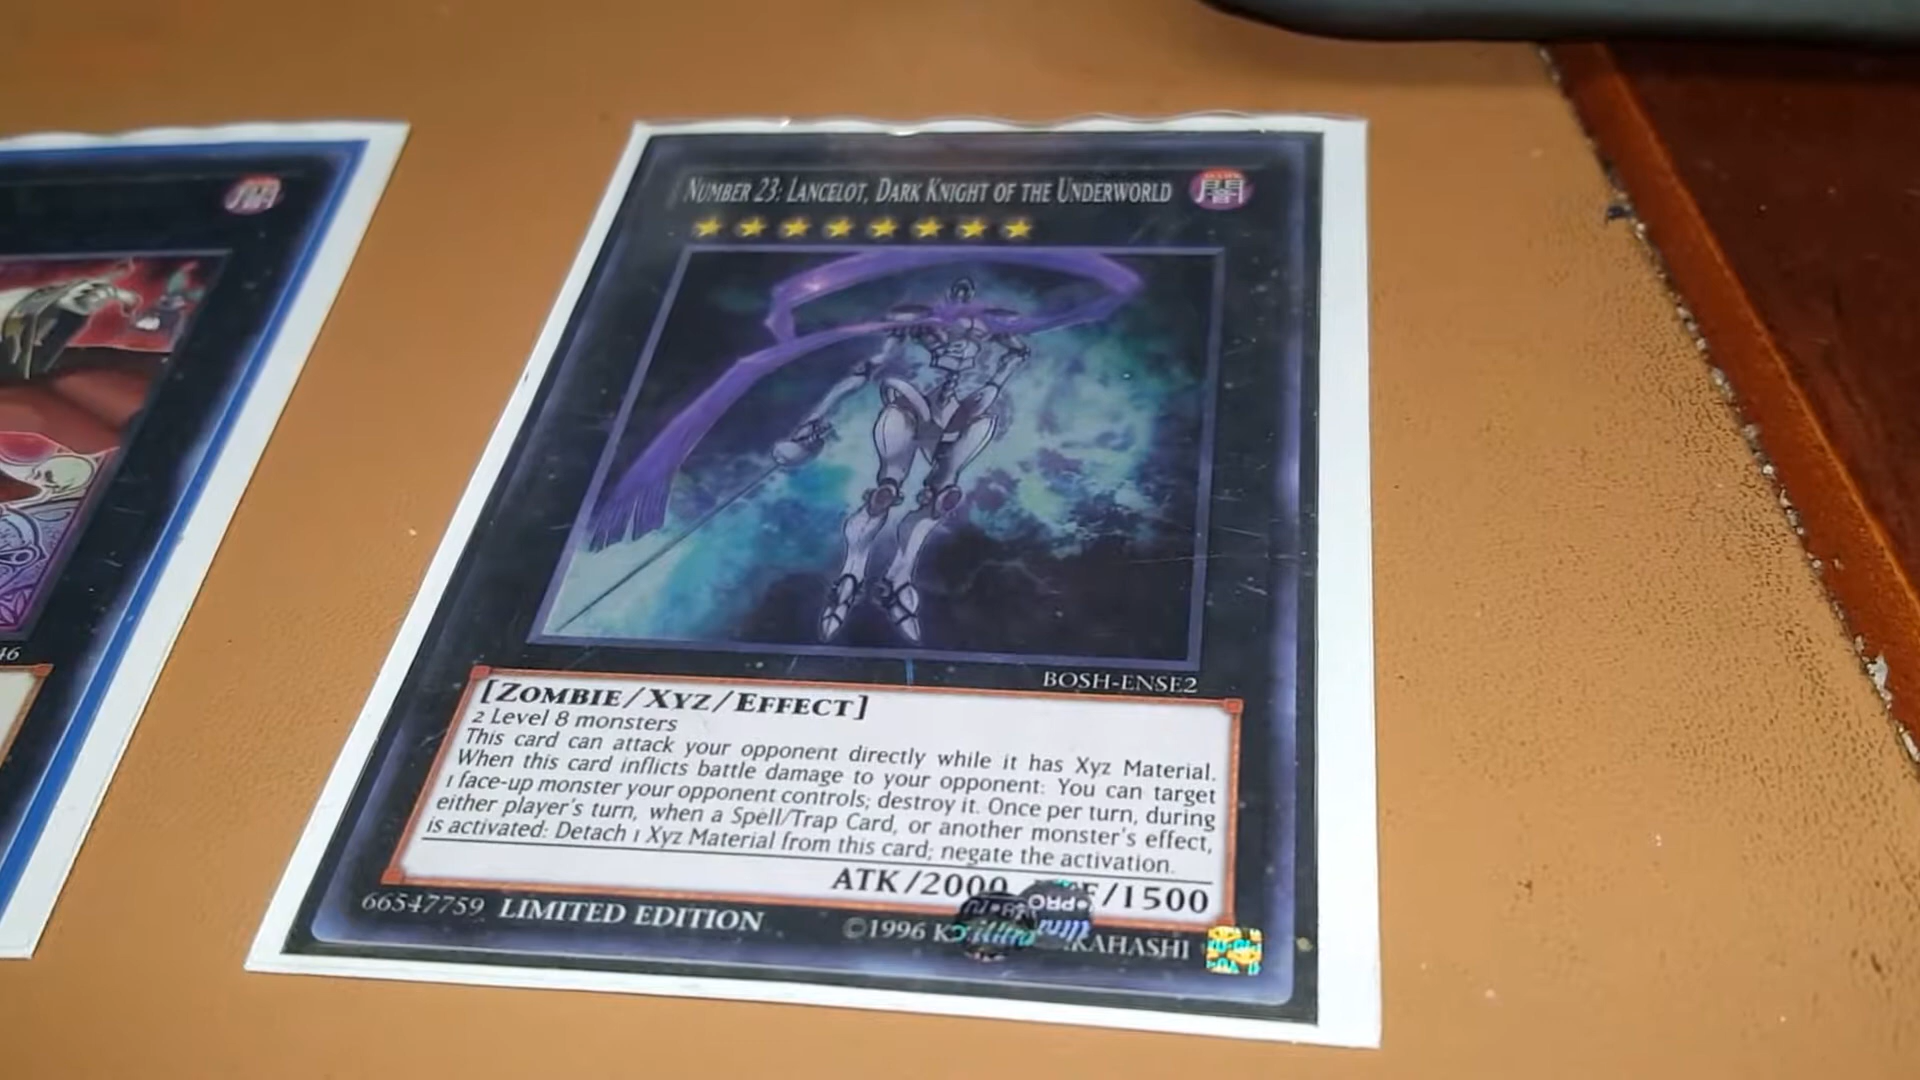 NUMBER 23: LANCELOT, DARK KNIGHT OF THE UNDERWORLD
闇
BOSH-ENSE2
46
[ZOMBIE/XYZ/EFFECT]
2 Level 8 monsters
This card can attack your opponent directly while it has Xyz Material.
When this card inflicts battle damage to your opponent: You can target
1 face-up monster your opponent controls; destroy it. Once per turn, during
either player's turn, when a Spell/Trap Card, or another monster's effect,
is activated: Detach 1 Xyz Material from this card; negate the activation.
ATK/2000 /1500
66547759 LIMITED EDITION ©1996 KAHASHI